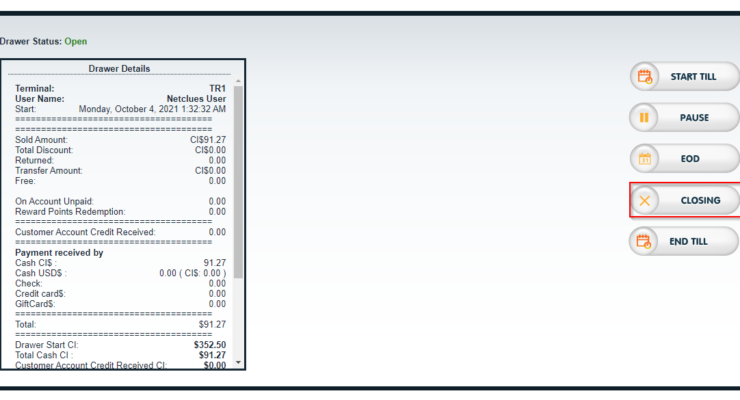 Drawer Status: Open
Drawer Details
Terminal: TR1
User Name: Netclues User
Start: Monday, October 4, 2021 1:32:32 AM
========================================
========================================
Sold Amount: CI$91.27
Total Discount: CI$0.00
Returned: 0.00
Transfer Amount: CI$0.00
Free: 0.00
On Account Unpaid: 0.00
Reward Points Redemption: 0.00
========================================
Customer Account Credit Received: 0.00
========================================
Payment received by
Cash CI$ : 91.27
Cash USD$ : 0.00 ( CI$: 0.00 )
Check: 0.00
Credit card$: 0.00
GiftCard$: 0.00
========================================
Total: $91.27
========================================
Drawer Start CI: $352.50
Total Cash CI : $91.27
Customer Account Credit Received CI: $0.00
START TILL
PAUSE
EOD
CLOSING
END TILL